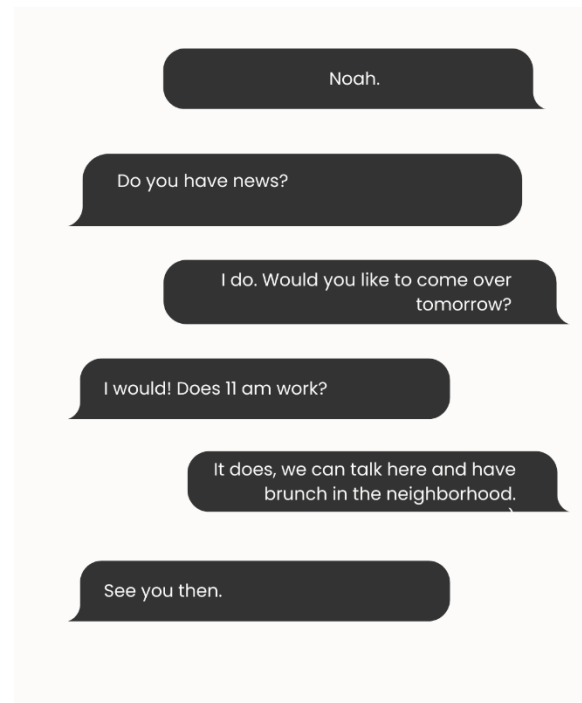 Noah.
Do you have news?
I do. Would you like to come over
tomorrow?
I would! Does 11 am work?
It does, we can talk here and have
brunch in the neighborhood.
See you then.